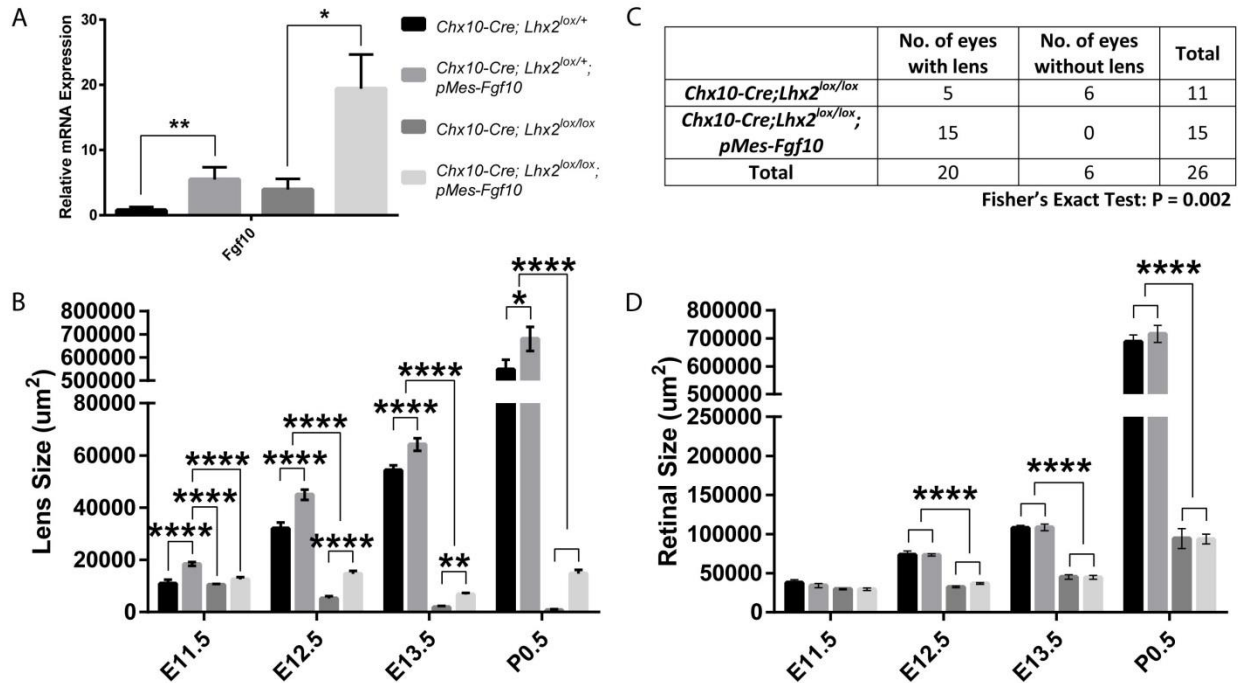 A
30
20
10
0
Relative mRNA Expression
Fgf10
**
*
Chx10-Cre; Lhx2lox/+
Chx10-Cre; Lhx2lox/+;
pMes-Fgf10
Chx10-Cre; Lhx2lox/lox
Chx10-Cre; Lhx2lox/lox;
pMes-Fgf10
C
No. of eyes
with lens
No. of eyes
without lens
Total
Chx10-Cre;Lhx2lox/lox 5 6 11
Chx10-Cre;Lhx2lox/lox;
pMes-Fgf10
15 0 15
Total 20 6 26
Fisher's Exact Test: P = 0.002
B
800000
700000
600000
500000
80000
60000
40000
20000
0
Lens Size (um2)
****
****
****
****
****
****
****
****
**
****
*
E11.5 E12.5 E13.5 P0.5
D
800000
700000
600000
500000
400000
250000
200000
150000
100000
50000
0
Retinal Size (um2)
****
****
****
E11.5 E12.5 E13.5 P0.5